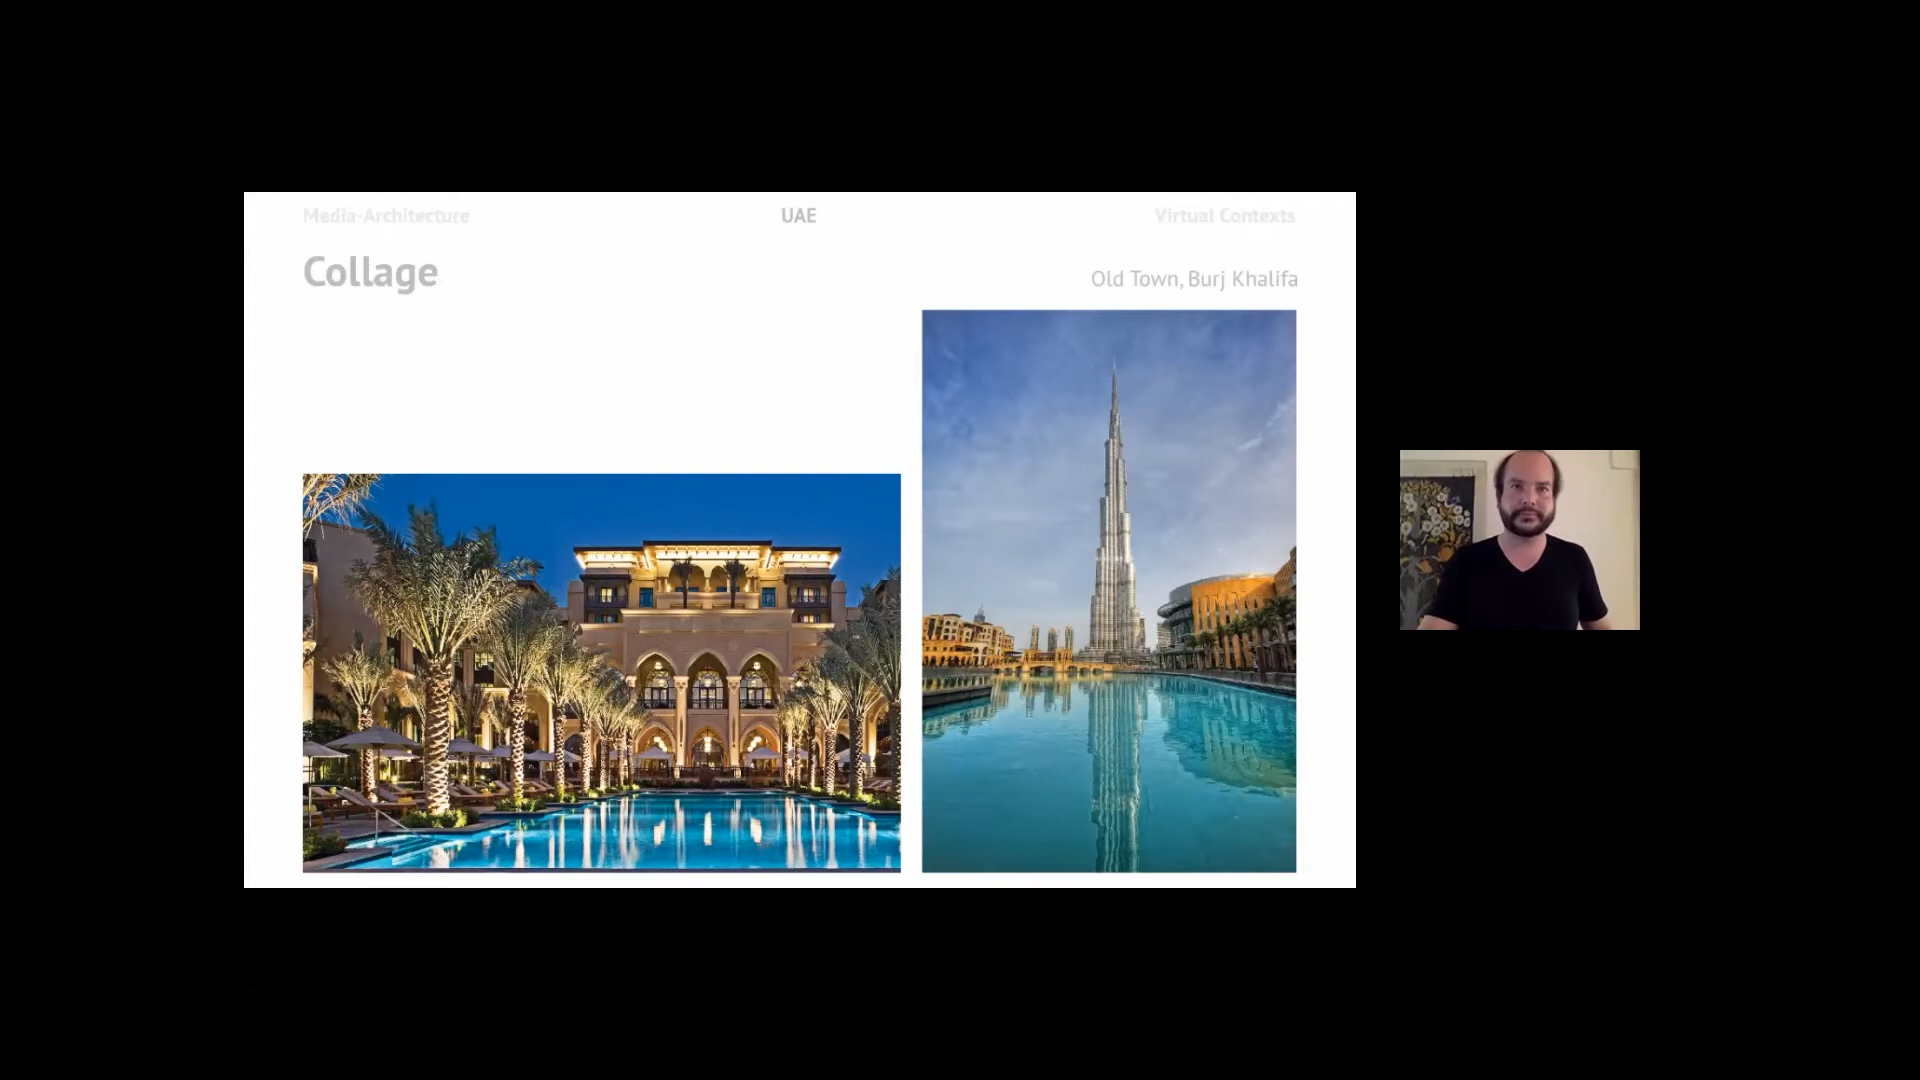 Media-Architecture
UAE
Virtual Contexts
Collage
Old Town, Burj Khalifa